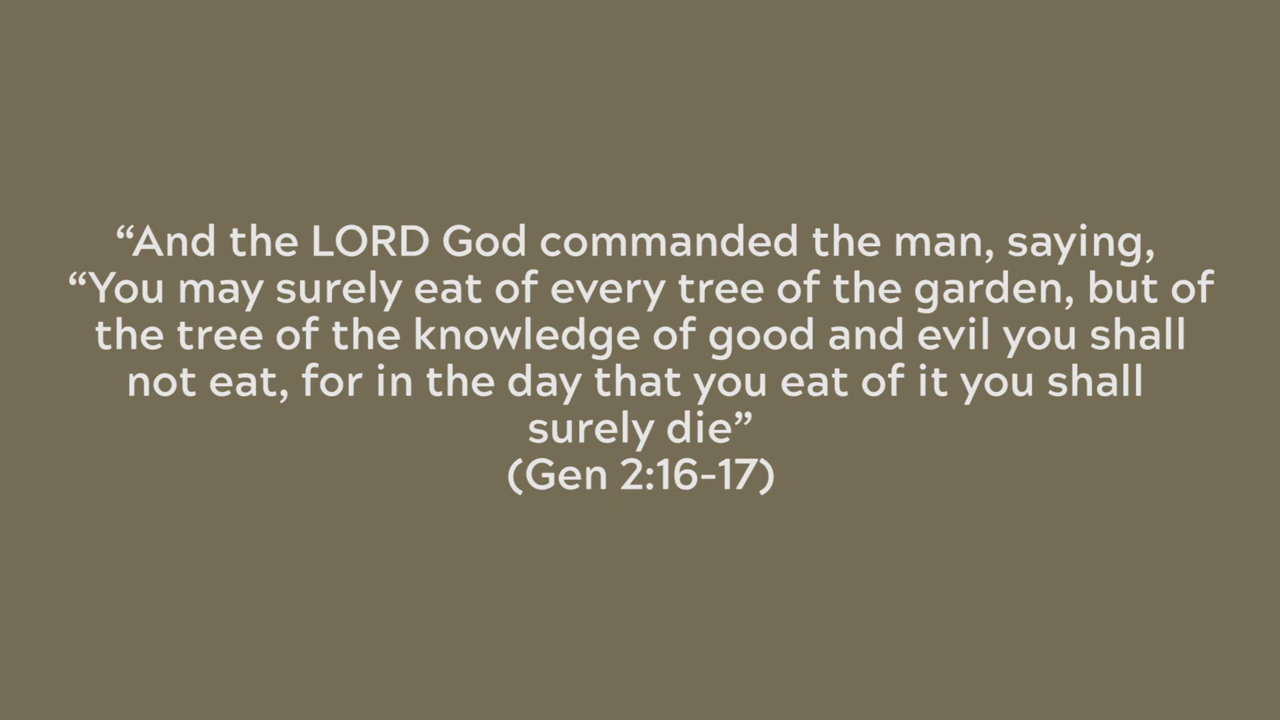 “And the LORD God commanded the man, saying,
“You may surely eat of every tree of the garden, but of
the tree of the knowledge of good and evil you shall
not eat, for in the day that you eat of it you shall
surely die”
(Gen 2:16-17)